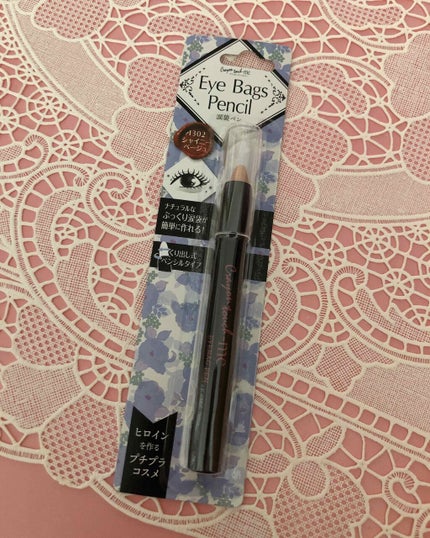 Eye Bags
Pencil
涙袋ペン
シャイニー
ベージュ
ナチュラルな
ぷっくり涙袋が
簡単に作れる!
くり出し式
ペンシルタイプ
ヒロイン
を作る
プチプラ
コスメ